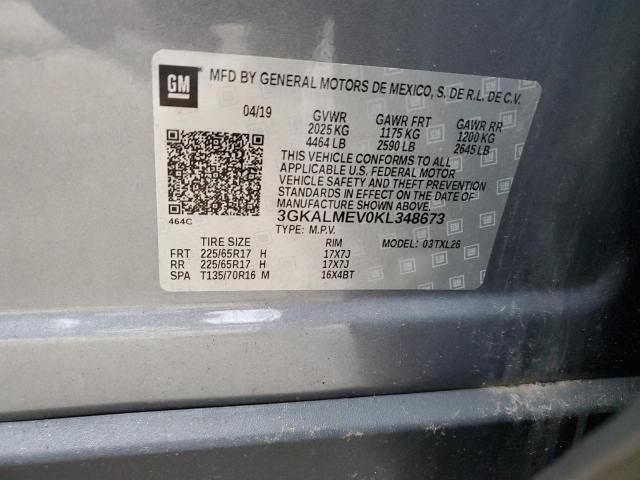 GM MFD BY GENERAL MOTORS DE MEXICO, S. DE R.L. DE C.V.
04/19 GVWR GAWR FRT GAWR RR
2025 KG 1175 KG 1200 KG
4464 LB 2590 LB 2645 LB
THIS VEHICLE CONFORMS TO ALL
APPLICABLE U.S. FEDERAL MOTOR
VEHICLE SAFETY AND THEFT PREVENTION
STANDARDS IN EFFECT ON THE DATE OF
MANUFACTURE SHOWN ABOVE.
464C 3GKALMEV0KL348673
TYPE: M.P.V. MODEL: 03TXL26
TIRE SIZE RIM
FRT 225/65R17 H 17X7J
RR 225/65R17 H 17X7J
SPA T135/70R16 M 16X4BT